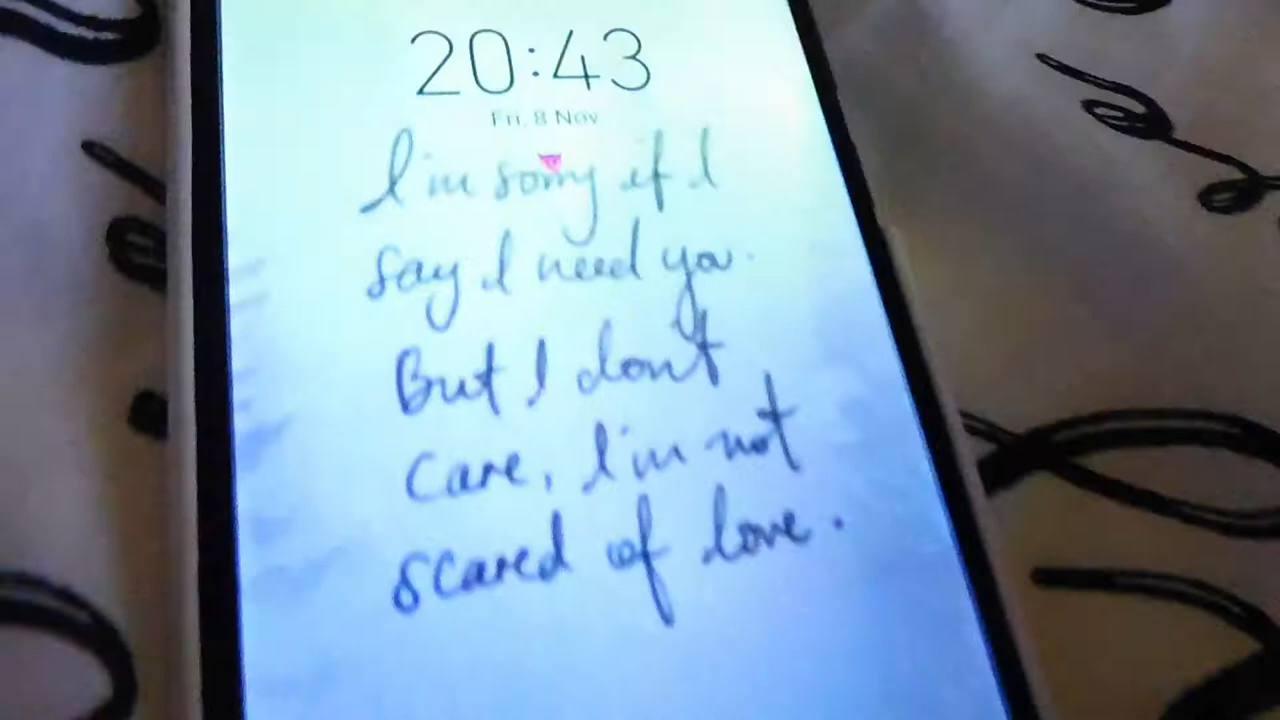 20:43
Fri, 8 Nov
I'm sorry if I
say I need you.
But I don't
care, I'm not
scared of love.